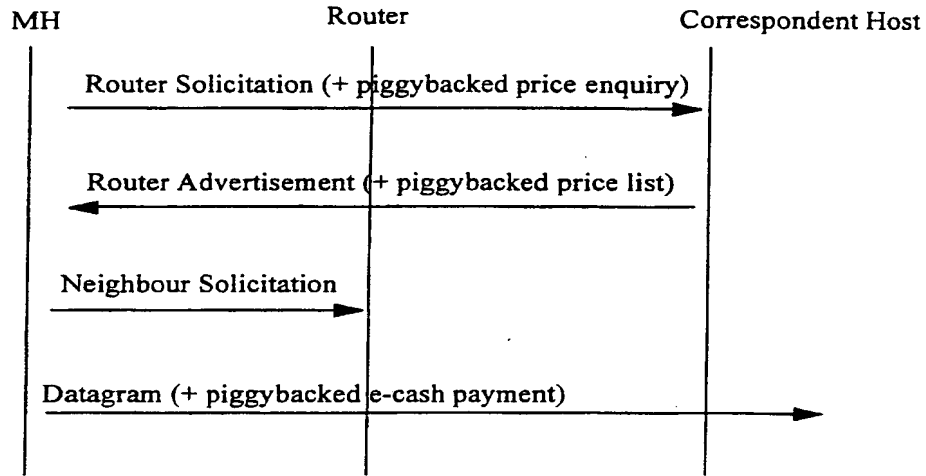 MH
Router
Correspondent Host
Router Solicitation (+ piggybacked price enquiry)
Router Advertisement (+ piggybacked price list)
Neighbour Solicitation
Datagram (+ piggybacked e-cash payment)